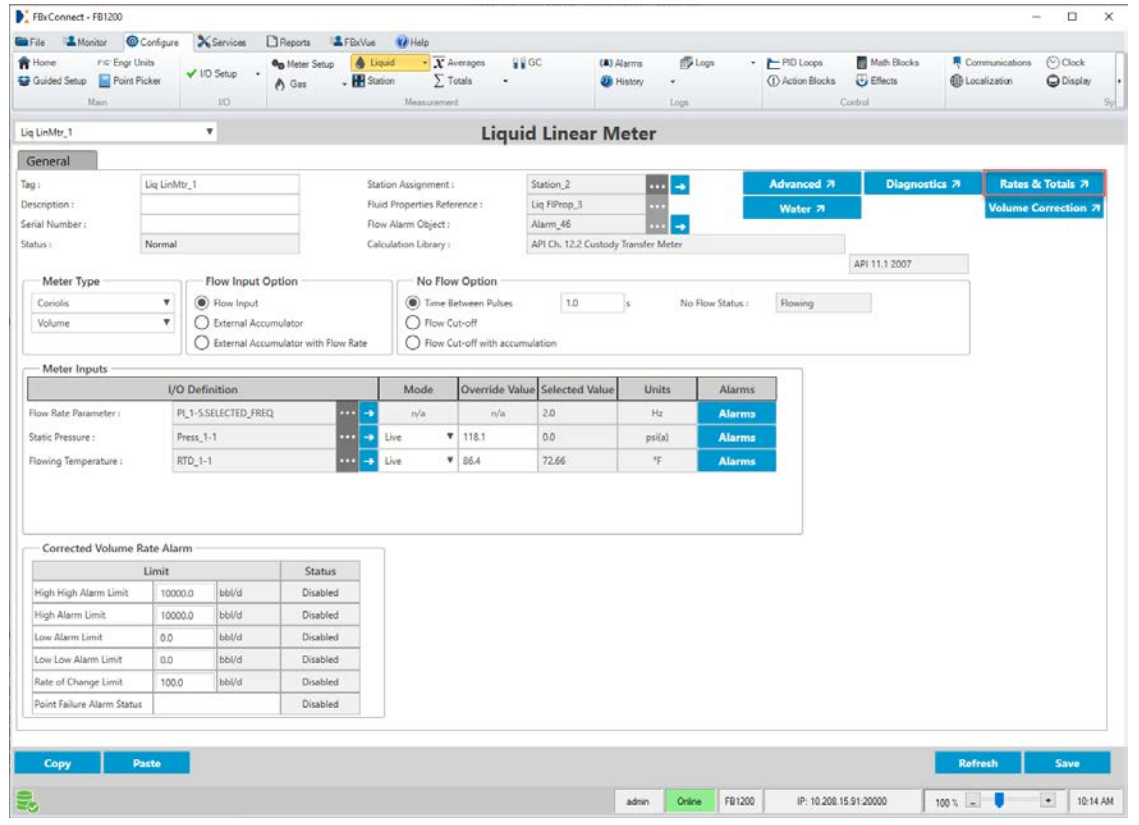 FBxConnect - FB1200
File Monitor Configure Services Reports FBxVue Help
Home Engr Units I/O Setup Meter Setup Liquid Averages GC Alarms Logs PID Loops Math Blocks Communications Clock
Guided Setup Point Picker Gas Station Totals History Action Blocks Effects Localization Display
Main I/O Measurement Logs Control Sy
Liq LinMtr_1 Liquid Linear Meter
General
Tag : Liq LinMtr_1 Station Assignment : Station_2 ... Advanced Diagnostics Rates & Totals
Description : Fluid Properties Reference : Liq FlProp_3 ... Water Volume Correction
Serial Number : Flow Alarm Object : Alarm_46 ...
Status : Normal Calculation Library : API Ch. 12.2 Custody Transfer Meter
API 11.1 2007
Meter Type Flow Input Option No Flow Option
Coriolis Flow Input Time Between Pulses 1.0 s No Flow Status : Flowing
Volume External Accumulator Flow Cut-off
External Accumulator with Flow Rate Flow Cut-off with accumulation
Meter Inputs
I/O Definition Mode Override Value Selected Value Units Alarms
Flow Rate Parameter : PI_1-5.SELECTED_FREQ ... n/a n/a 2.0 Hz Alarms
Static Pressure : Press_1-1 ... Live 118.1 0.0 psi(a) Alarms
Flowing Temperature : RTD_1-1 ... Live 86.4 72.66 °F Alarms
Corrected Volume Rate Alarm
Limit Status
High High Alarm Limit 10000.0 bbl/d Disabled
High Alarm Limit 10000.0 bbl/d Disabled
Low Alarm Limit 0.0 bbl/d Disabled
Low Low Alarm Limit 0.0 bbl/d Disabled
Rate of Change Limit 100.0 bbl/d Disabled
Point Failure Alarm Status Disabled
Copy Paste Refresh Save
admin Online FB1200 IP: 10.208.15.91:20000 100 % - + 10:14 AM